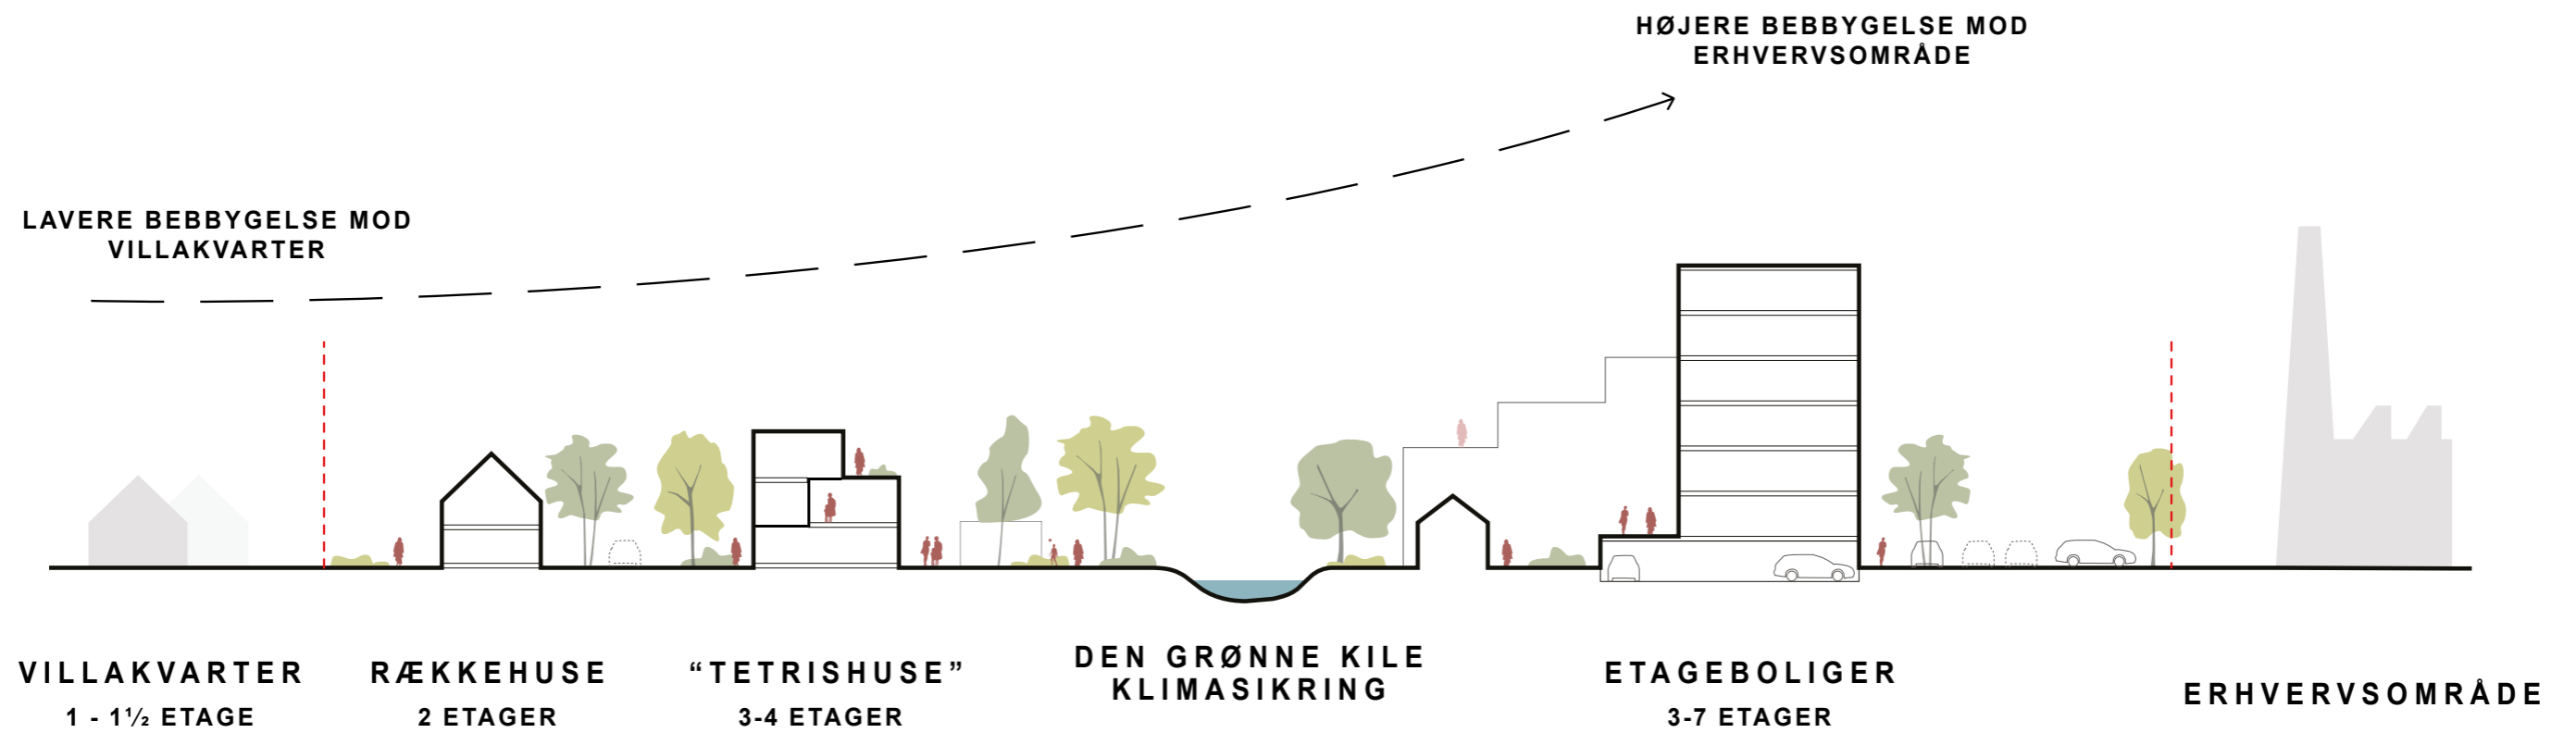 HØJERE BEBBYGELSE MOD
ERHVERVSOMRÅDE
LAVERE BEBBYGELSE MOD
VILLAKVARTER
VILLAKVARTER
1 - 1½ ETAGE
RÆKKEHUSE
2 ETAGER
“TETRISHUSE”
3-4 ETAGER
DEN GRØNNE KILE
KLIMASIKRING
ETAGEBOLIGER
3-7 ETAGER
ERHVERVSOMRÅDE